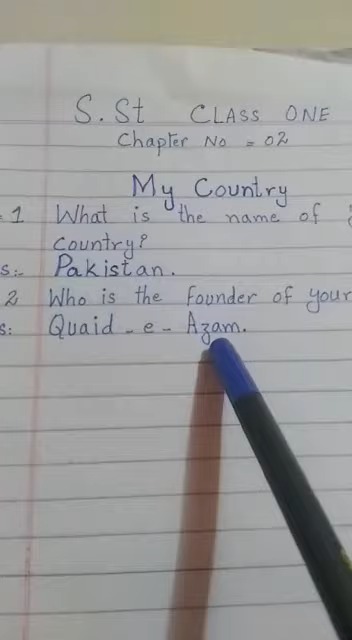 S.St CLASS ONE
Chapter No = 02
My Country
1 What is the name of
country?
s:- Pakistan.
2 Who is the founder of your
s: Quaid-e-Azam.